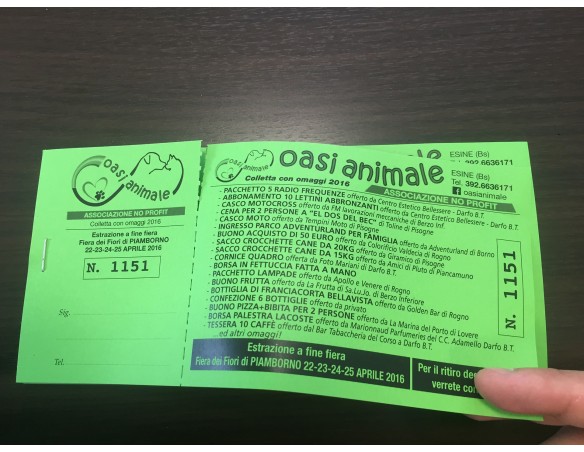 oasi animale
ASSOCIAZIONE NO PROFIT
Colletta con omaggi 2016
Estrazione a fine fiera
Fiera dei Fiori di PIAMBORNO
22-23-24-25 APRILE 2016
N. 1151
Sig.
Tel.
oasi animale
oasi animale
Colletta con omaggi 2016
ASSOCIAZIONE NO PROFIT
ESINE (Bs)
Tel. 392.6636171
ESINE (Bs)
Tel. 392.6636171
oasianimale
- PACCHETTO 5 RADIO FREQUENZE offerto da Centro Estetico Bellessere - Darfo B.T.
- ABBONAMENTO 10 LETTINI ABBRONZANTI offerto da Centro Estetico Bellessere - Darfo B.T.
- CASCO MOTOCROSS offerto da FM lavorazioni meccaniche di Berzo Inf.
- CENA PER 2 PERSONE A "EL DOS DEL BEC" di Toline di Pisogne
- CASCO MOTO offerto da Tempini Moto di Pisogne
- INGRESSO PARCO ADVENTURLAND PER FAMIGLIA offerto da Adventurland di Borno
- BUONO ACQUISTO DI 50 EURO offerto da Colorificio Valdecia di Rogno
- SACCO CROCCHETTE CANE DA 20KG offerto da Giramico di Pisogne
- SACCO CROCCHETTE CANE DA 15KG offerto da Amici di Pluto di Piancamuno
- CORNICE QUADRO offerto da Foto Mariani di Darfo B.T.
- BORSA IN FETTUCCIA FATTA A MANO
- PACCHETTO LAMPADE offerto da Apollo e Venere di Rogno
- BUONO FRUTTA offerto da La Frutta di Sa.Lu.Jo. di Berzo Inferiore
- BOTTIGLIA DI FRANCIACORTA BELLAVISTA offerto da Golden Bar di Rogno
- CONFEZIONE 6 BOTTIGLIE offerto da privato
- BUONO PIZZA+BIBITA PER 2 PERSONE offerto da La Marina del Porto di Lovere
- BORSA PALESTRA LACOSTE offerto da Marionnaud Parfumeries del C.C. Adamello Darfo B.T.
- TESSERA 10 CAFFÈ offerto dal Bar Tabaccheria del Corso a Darfo B.T.
...ed altri omaggi!
N. 1151
Estrazione a fine fiera
Fiera dei Fiori di PIAMBORNO 22-23-24-25 APRILE 2016
Per il ritiro
verrete